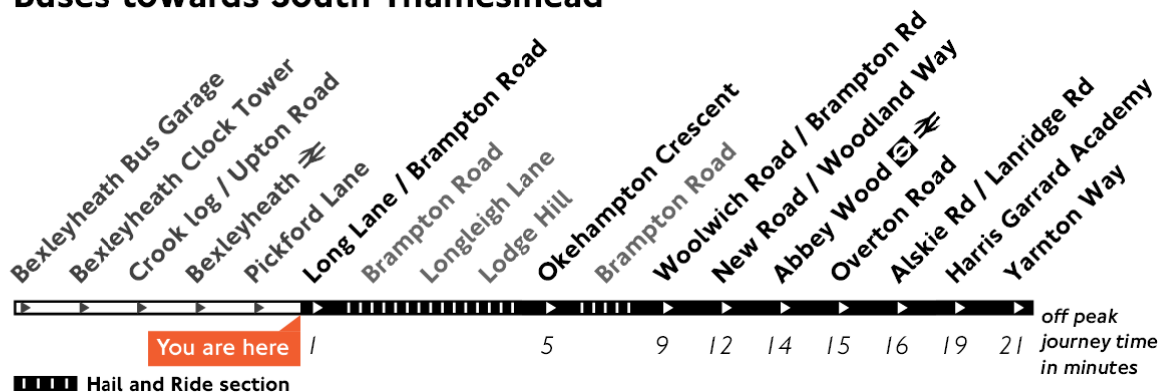 Buses towards South Thamesmead
Bexleyheath Bus Garage
Bexleyheath Clock Tower
Crook log / Upton Road
Bexleyheath
Pickford Lane
Long Lane / Brampton Road
Brampton Road
Longleigh Lane
Lodge Hill
Okehampton Crescent
Brampton Road
Woolwich Road / Brampton Rd
New Road / Woodland Way
Abbey Wood
Overton Road
Alskie Rd / Lanridge Rd
Harris Garrard Academy
Yarnton Way
You are here
1 5 9 12 14 15 16 19 21
off peak
journey time
in minutes
Hail and Ride section